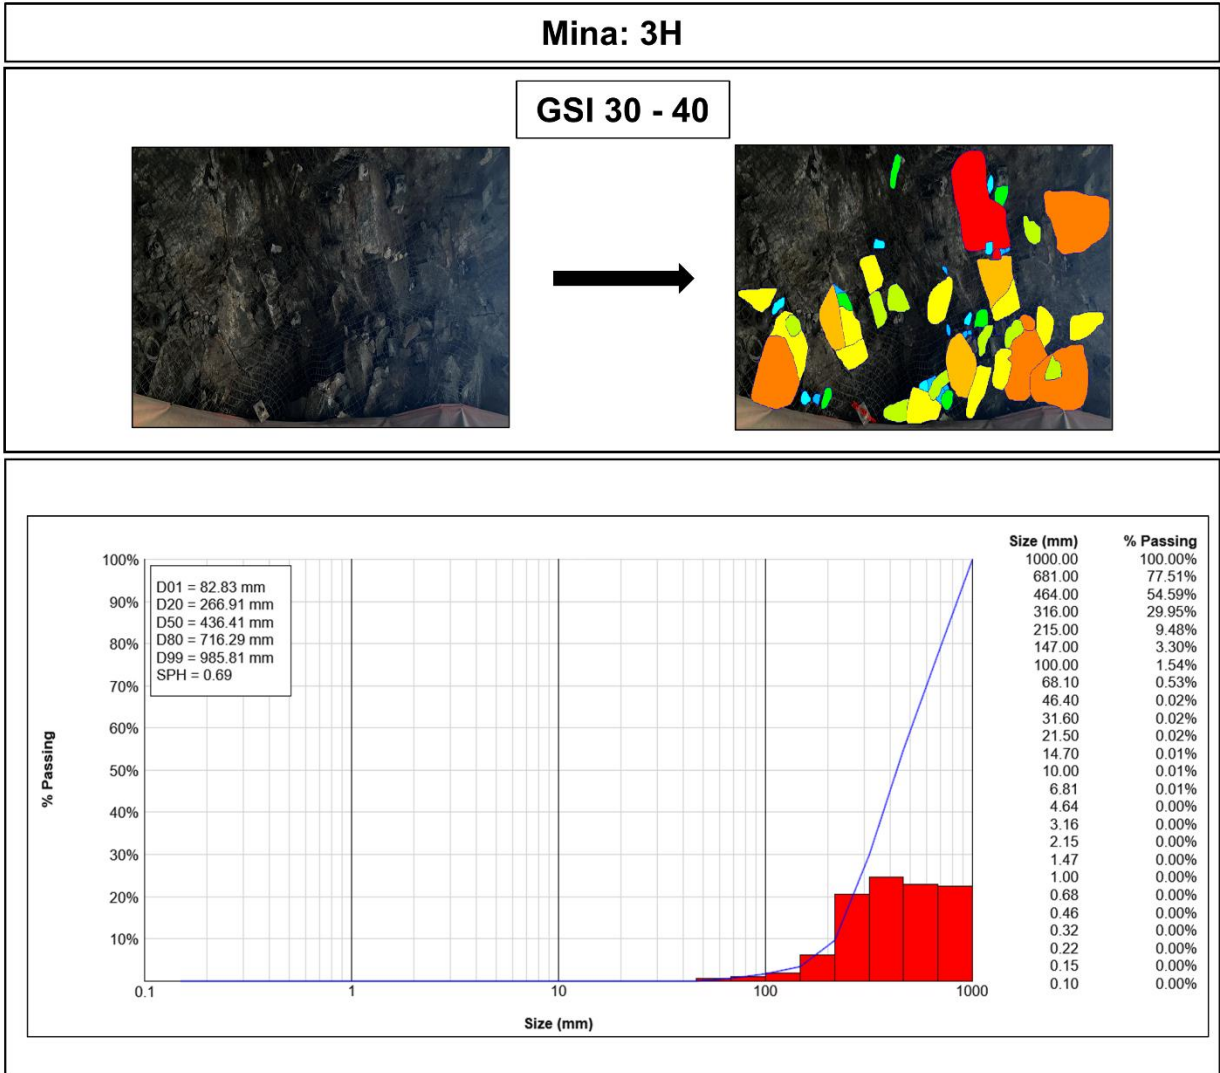 Mina: 3H
GSI 30 - 40
Size (mm) % Passing
1000.00 100.00%
681.00 77.51%
464.00 54.59%
316.00 29.95%
215.00 9.48%
147.00 3.30%
100.00 1.54%
68.10 0.53%
46.40 0.02%
31.60 0.02%
21.50 0.02%
14.70 0.01%
10.00 0.01%
6.81 0.01%
4.64 0.00%
3.16 0.00%
2.15 0.00%
1.47 0.00%
1.00 0.00%
0.68 0.00%
0.46 0.00%
0.32 0.00%
0.22 0.00%
0.15 0.00%
0.10 0.00%
D01 = 82.83 mm
D20 = 266.91 mm
D50 = 436.41 mm
D80 = 716.29 mm
D99 = 985.81 mm
SPH = 0.69
% Passing
100%
90%
80%
70%
60%
50%
40%
30%
20%
10%
0.1 1 10 100 1000
Size (mm)